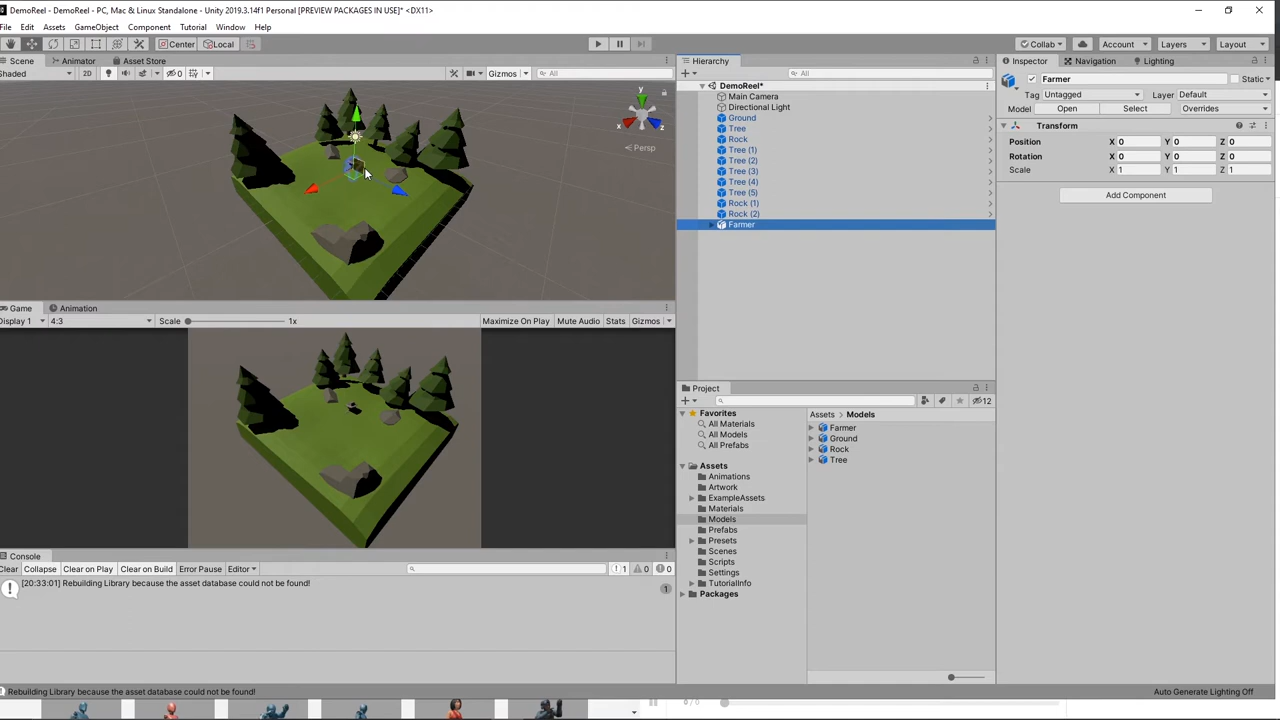 DemoReel - DemoReel - PC, Mac & Linux Standalone - Unity 2019.3.14f1 Personal [PREVIEW PACKAGES IN USE]* <DX11>
File Edit Assets GameObject Component Tutorial Window Help
Center Local Collab Account Layers Layout
Scene Animator Asset Store
Shaded 2D 0 Gizmos All
y
x z
Persp
Game Animation
Display 1 4:3 Scale 1x Maximize On Play Mute Audio Stats Gizmos
Console
Clear Collapse Clear on Play Clear on Build Error Pause Editor 1 0 0
[20:33:01] Rebuilding Library because the asset database could not be found!
1
Hierarchy
All
DemoReel*
Main Camera
Directional Light
Ground
Tree
Rock
Tree (1)
Tree (2)
Tree (3)
Tree (4)
Tree (5)
Rock (1)
Rock (2)
Farmer
Project
12
Favorites
All Materials
All Models
All Prefabs
Assets
Animations
Artwork
ExampleAssets
Materials
Models
Prefabs
Presets
Scenes
Scripts
Settings
TutorialInfo
Packages
Assets > Models
Farmer
Ground
Rock
Tree
Inspector Navigation Lighting
Farmer Static
Tag Untagged Layer Default
Model Open Select Overrides
Transform
Position X 0 Y 0 Z 0
Rotation X 0 Y 0 Z 0
Scale X 1 Y 1 Z 1
Add Component
Rebuilding Library because the asset database could not be found! Auto Generate Lighting Off
0 / 0